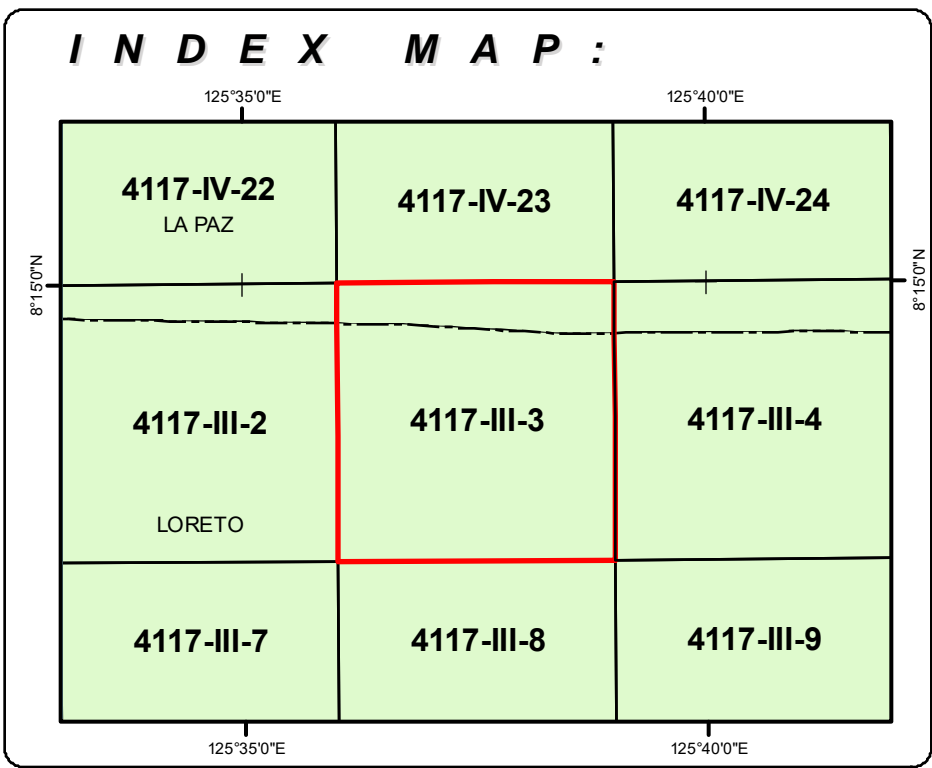 INDEX MAP:
125°35'0"E 125°40'0"E
4117-IV-22 4117-IV-23 4117-IV-24
LA PAZ
8°15'0"N 8°15'0"N
4117-III-2 4117-III-3 4117-III-4
LORETO
4117-III-7 4117-III-8 4117-III-9
125°35'0"E 125°40'0"E